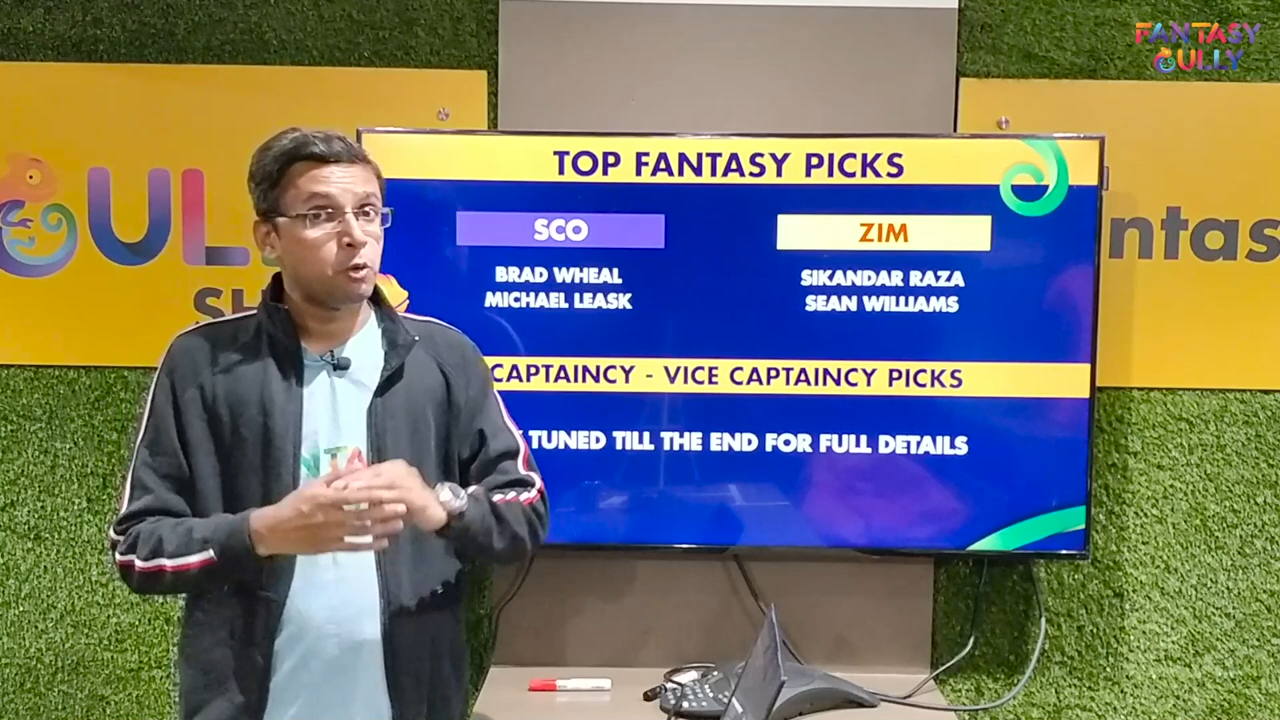 FANTASY
GULLY
GULL
SH
ntas
TOP FANTASY PICKS
SCO
ZIM
BRAD WHEAL
MICHAEL LEASK
SIKANDAR RAZA
SEAN WILLIAMS
CAPTAINCY - VICE CAPTAINCY PICKS
TUNED TILL THE END FOR FULL DETAILS